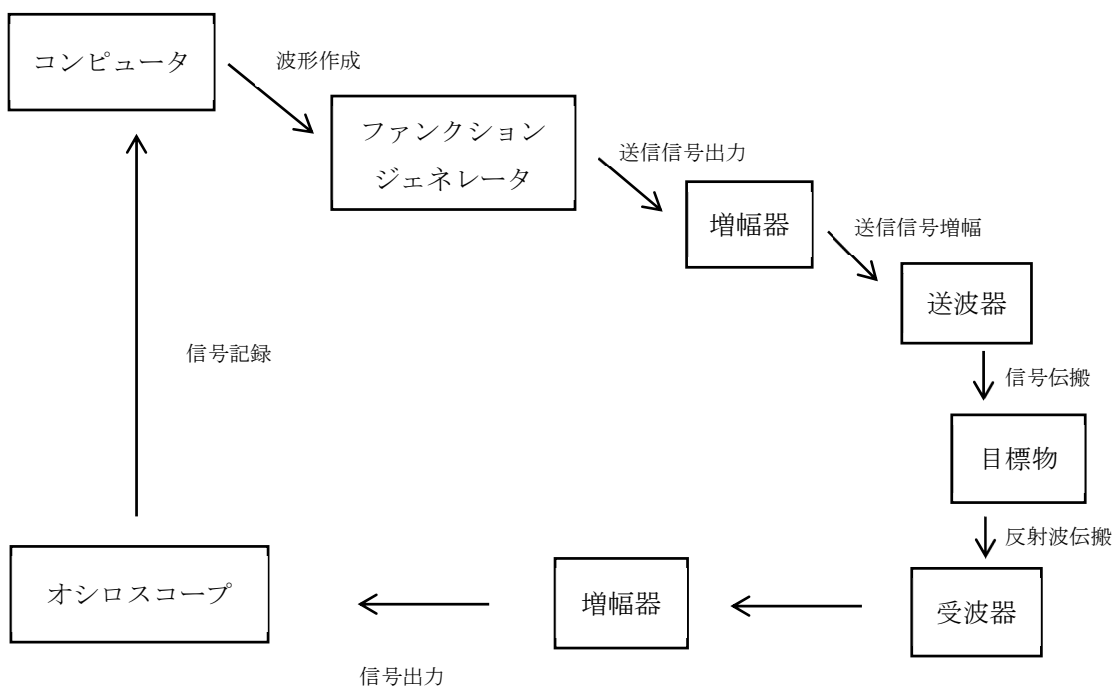 コンピュータ
波形作成
ファンクション
ジェネレータ
送信信号出力
増幅器
送信信号増幅
送波器
信号伝搬
目標物
反射波伝搬
受波器
増幅器
信号出力
オシロスコープ
信号記録